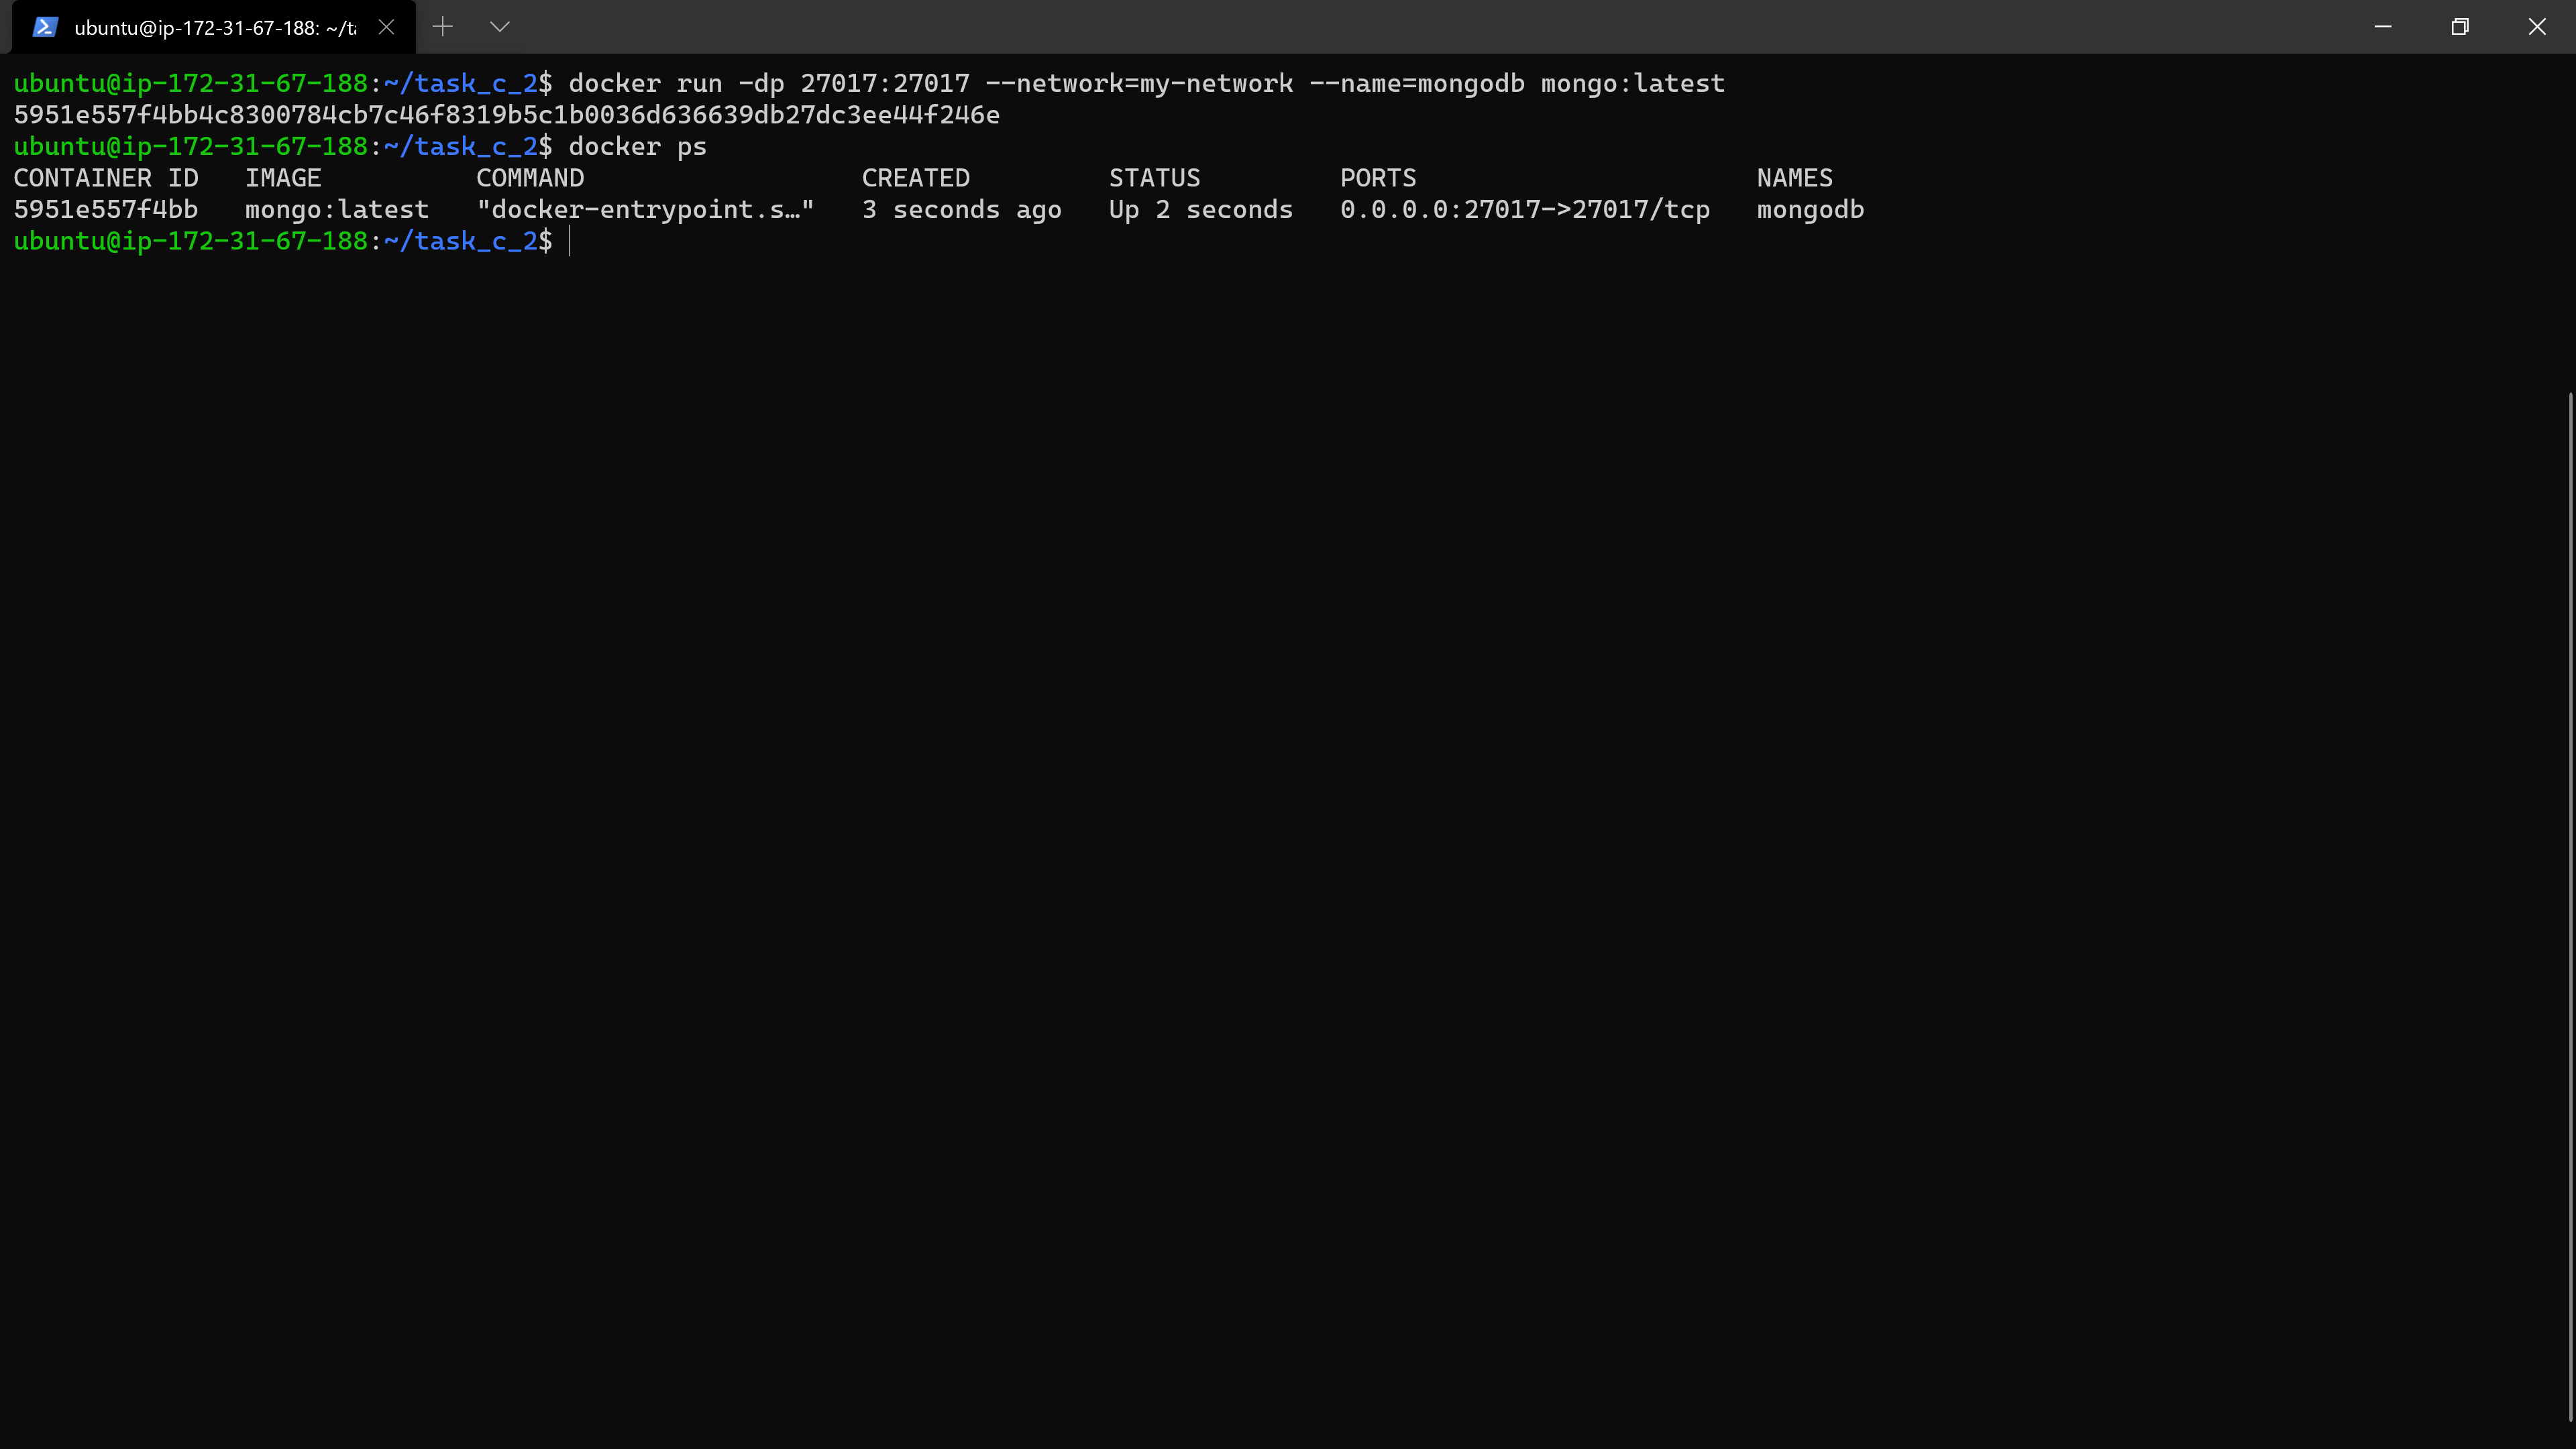 ubuntu@ip-172-31-67-188: ~/ta
ubuntu@ip-172-31-67-188:~/task_c_2$ docker run -dp 27017:27017 --network=my-network --name=mongodb mongo:latest
5951e557f4bb4c8300784cb7c46f8319b5c1b0036d636639db27dc3ee44f246e
ubuntu@ip-172-31-67-188:~/task_c_2$ docker ps
CONTAINER ID   IMAGE          COMMAND                  CREATED         STATUS         PORTS                      NAMES
5951e557f4bb   mongo:latest   "docker-entrypoint.s…"   3 seconds ago   Up 2 seconds   0.0.0.0:27017->27017/tcp   mongodb
ubuntu@ip-172-31-67-188:~/task_c_2$